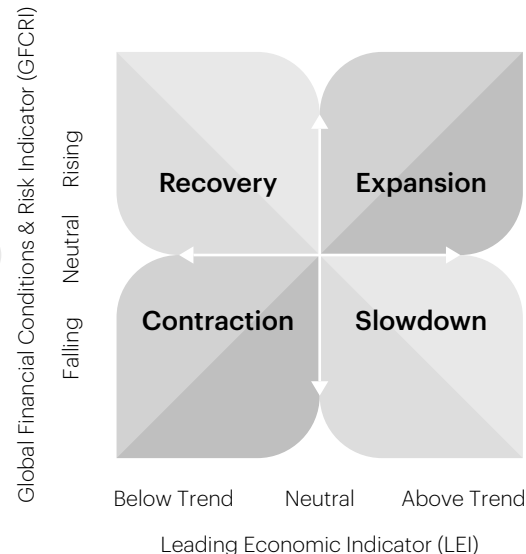 Global Financial Conditions & Risk Indicator (GFCRI)
Rising
Neutral
Falling
Recovery
Expansion
Contraction
Slowdown
Below Trend
Neutral
Above Trend
Leading Economic Indicator (LEI)